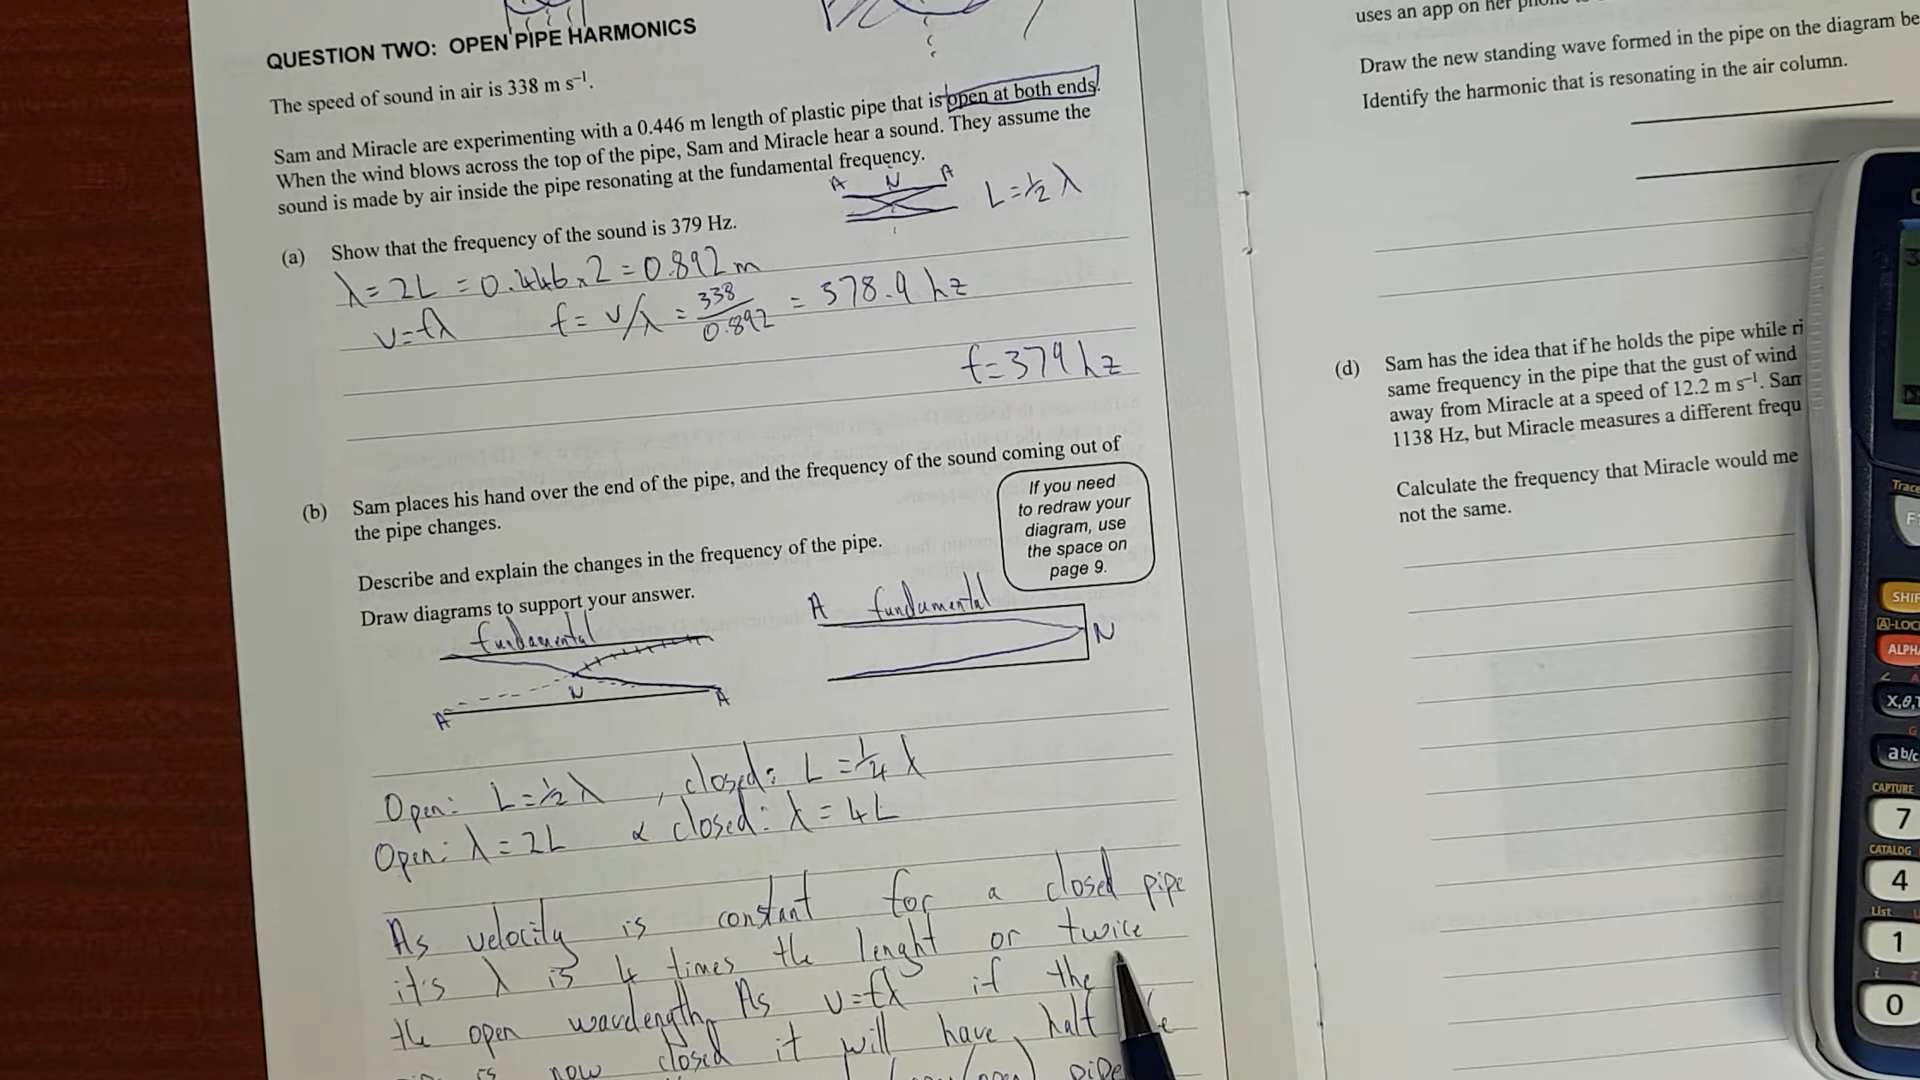 QUESTION TWO: OPEN PIPE HARMONICS
The speed of sound in air is 338 m s⁻¹.
Sam and Miracle are experimenting with a 0.446 m length of plastic pipe that is open at both ends.
When the wind blows across the top of the pipe, Sam and Miracle hear a sound. They assume the
sound is made by air inside the pipe resonating at the fundamental frequency.
A N A
L = ½ λ
(a) Show that the frequency of the sound is 379 Hz.
λ = 2L = 0.446 x 2 = 0.892 m
v = fλ f = v/λ = 338/0.892 = 378.9 hz
f = 379 hz
(b) Sam places his hand over the end of the pipe, and the frequency of the sound coming out of
the pipe changes.
Describe and explain the changes in the frequency of the pipe.
Draw diagrams to support your answer.
If you need
to redraw your
diagram, use
the space on
page 9.
fundamental
N
A
A
A fundamental
N
Open: L = ½ λ , closed: L = ¼ λ
Open: λ = 2L & closed: λ = 4L
As velocity is constant for a closed pipe
it's λ is 4 times the lenght or twice
the open wavelength. As v = fλ if the
is now closed it will have half
pipe
uses an app on her
Draw the new standing wave formed in the pipe on the diagram be
Identify the harmonic that is resonating in the air column.
(d) Sam has the idea that if he holds the pipe while ri
same frequency in the pipe that the gust of wind
away from Miracle at a speed of 12.2 m s⁻¹. Sam
1138 Hz, but Miracle measures a different frequ
Calculate the frequency that Miracle would me
not the same.
Trace
F
SHIF
A-LOC
ALPH
X,θ,T
ab/c
CAPTURE
7
CATALOG
4
List
1
i
0